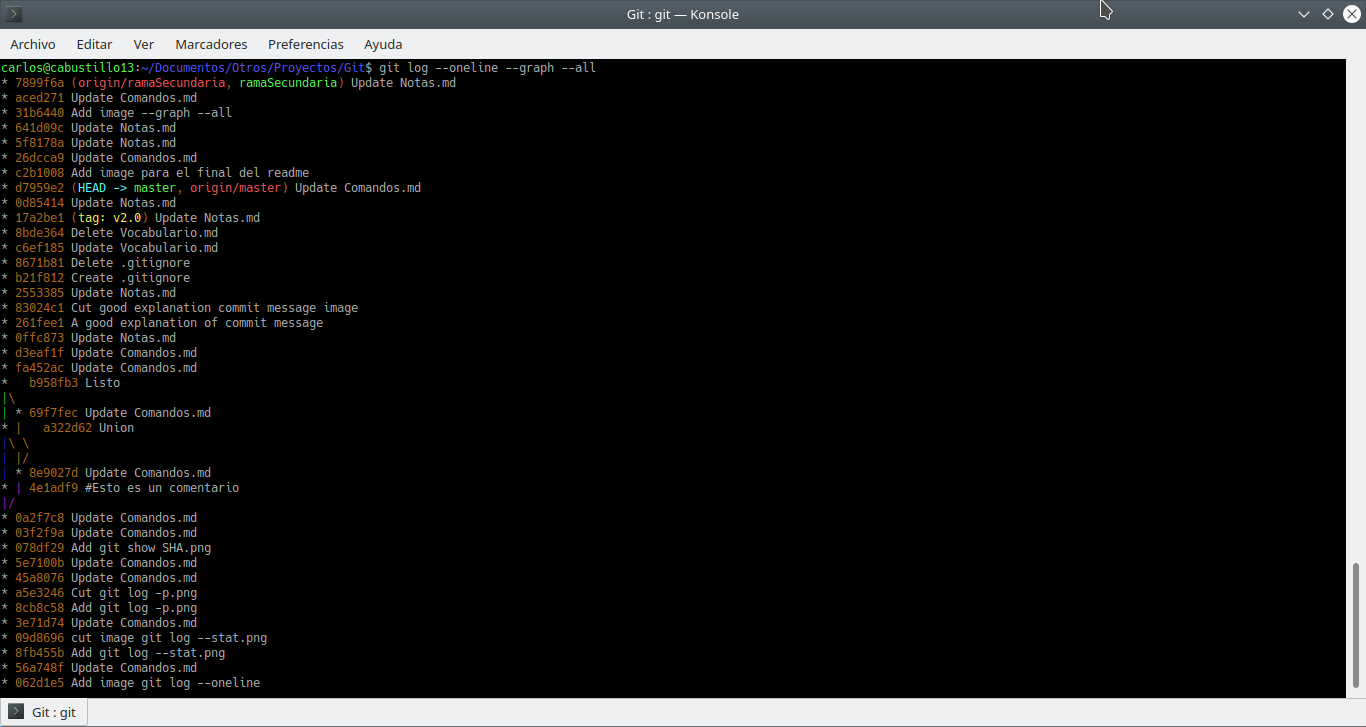 Git : git — Konsole
Archivo Editar Ver Marcadores Preferencias Ayuda
carlos@cabustillo13:~/Documentos/Otros/Proyectos/Git$ git log --oneline --graph --all
* 7899f6a (origin/ramaSecundaria, ramaSecundaria) Update Notas.md
* aced271 Update Comandos.md
* 31b6440 Add image --graph --all
* 641d09c Update Notas.md
* 5f8178a Update Notas.md
* 26dcca9 Update Comandos.md
* c2b1008 Add image para el final del readme
* d7959e2 (HEAD -> master, origin/master) Update Comandos.md
* 0d85414 Update Notas.md
* 17a2be1 (tag: v2.0) Update Notas.md
* 8bde364 Delete Vocabulario.md
* c6ef185 Update Vocabulario.md
* 8671b81 Delete .gitignore
* b21f812 Create .gitignore
* 2553385 Update Notas.md
* 83024c1 Cut good explanation commit message image
* 261fee1 A good explanation of commit message
* 0ffc873 Update Notas.md
* d3eaf1f Update Comandos.md
* fa452ac Update Comandos.md
*   b958fb3 Listo
|\
| * 69f7fec Update Comandos.md
* |   a322d62 Union
|\ \
| |/
| * 8e9027d Update Comandos.md
* | 4e1adf9 #Esto es un comentario
|/
* 0a2f7c8 Update Comandos.md
* 03f2f9a Update Comandos.md
* 078df29 Add git show SHA.png
* 5e7100b Update Comandos.md
* 45a8076 Update Comandos.md
* a5e3246 Cut git log -p.png
* 8cb8c58 Add git log -p.png
* 3e71d74 Update Comandos.md
* 09d8696 cut image git log --stat.png
* 8fb455b Add git log --stat.png
* 56a748f Update Comandos.md
* 062d1e5 Add image git log --oneline
Git : git